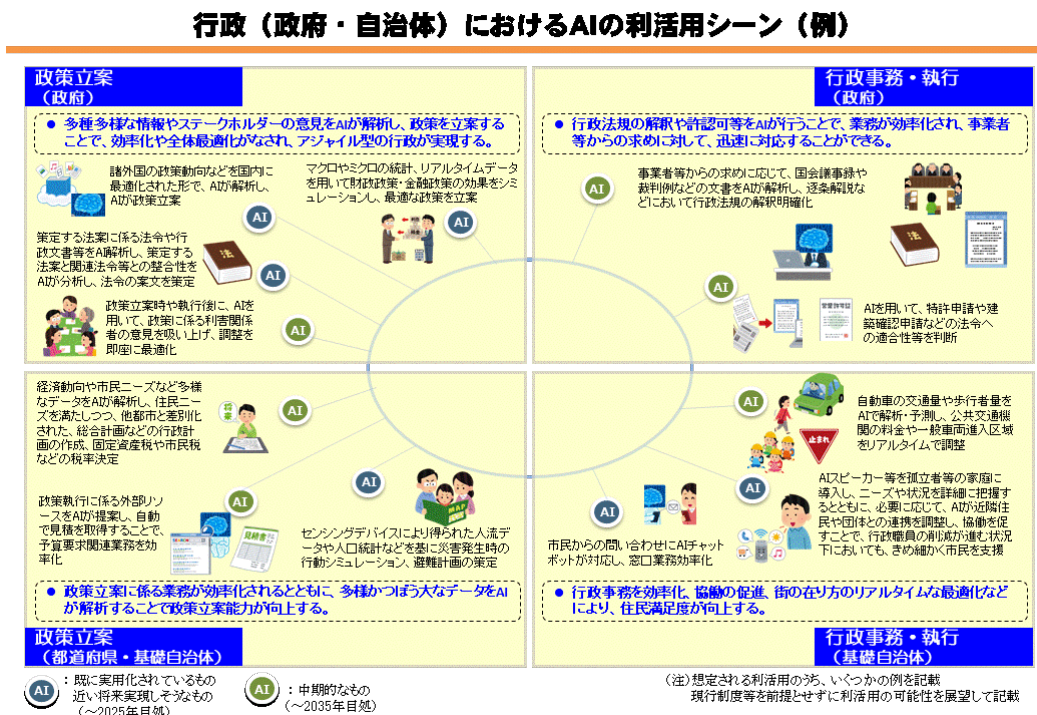 行政（政府・自治体）におけるAIの利活用シーン（例）
政策立案
（政府）
● 多種多様な情報やステークホルダーの意見をAIが解析し、政策を立案する
ことで、効率化や全体最適化がなされ、アジャイル型の行政が実現する。
諸外国の政策動向などを国内に
最適化された形で、AIが解析し、
AIが政策立案
マクロやミクロの統計、リアルタイムデータ
を用いて財政政策・金融政策の効果をシミ
ュレーションし、最適な政策を立案
AI
AI
策定する法案に係る法令や行
政文書等をAI解析し、策定する
法案と関連法令等との整合性を
AIが分析し、法令の案文を策定
法
AI
政策立案時や執行後に、AIを
用いて、政策に係る利害関係
者の意見を吸い上げ、調整を
即座に最適化
AI
行政事務・執行
（政府）
● 行政法規の解釈や許認可等をAIが行うことで、業務が効率化され、事業者
等からの求めに対して、迅速に対応することができる。
AI
事業者等からの求めに応じて、国会議事録や
裁判例などの文書をAIが解析し、逐条解説な
どにおいて行政法規の解釈明確化
法
AI
営業許可証
AIを用いて、特許申請や建
築確認申請などの法令へ
の適合性等を判断
経済動向や市民ニーズなど多様
なデータをAIが解析し、住民ニー
ズを満たしつつ、他都市と差別化
された、総合計画などの行政計
画の作成、固定資産税や市民税
などの税率決定
将来
AI
政策執行に係る外部リソ
ースをAIが提案し、自動
で見積を取得することで、
予算要求関連業務を効
率化
AI
見積書
AI
MAP
センシングデバイスにより得られた人流デ
ータや人口統計などを基に災害発生時の
行動シミュレーション、避難計画の策定
● 政策立案に係る業務が効率化されるとともに、多様かつぼう大なデータをAI
が解析することで政策立案能力が向上する。
政策立案
（都道府県・基礎自治体）
AI
止まれ
自動車の交通量や歩行者量を
AIで解析・予測し、公共交通機
関の料金や一般車両進入区域
をリアルタイムで調整
AI
AIスピーカー等を孤立者等の家庭に
導入し、ニーズや状況を詳細に把握す
るとともに、必要に応じて、AIが近隣住
民や団体との連携を調整し、協働を促
すことで、行政職員の削減が進む状況
下においても、きめ細かく市民を支援
AI
市民からの問い合わせにAIチャット
ボットが対応し、窓口業務効率化
● 行政事務を効率化、協働の促進、街の在り方のリアルタイムな最適化など
により、住民満足度が向上する。
行政事務・執行
（基礎自治体）
AI ：既に実用化されているもの
近い将来実現しそうなもの
（～2025年目処）
AI ：中期的なもの
（～2035年目処）
（注）想定される利活用のうち、いくつかの例を記載
現行制度等を前提とせずに利活用の可能性を展望して記載